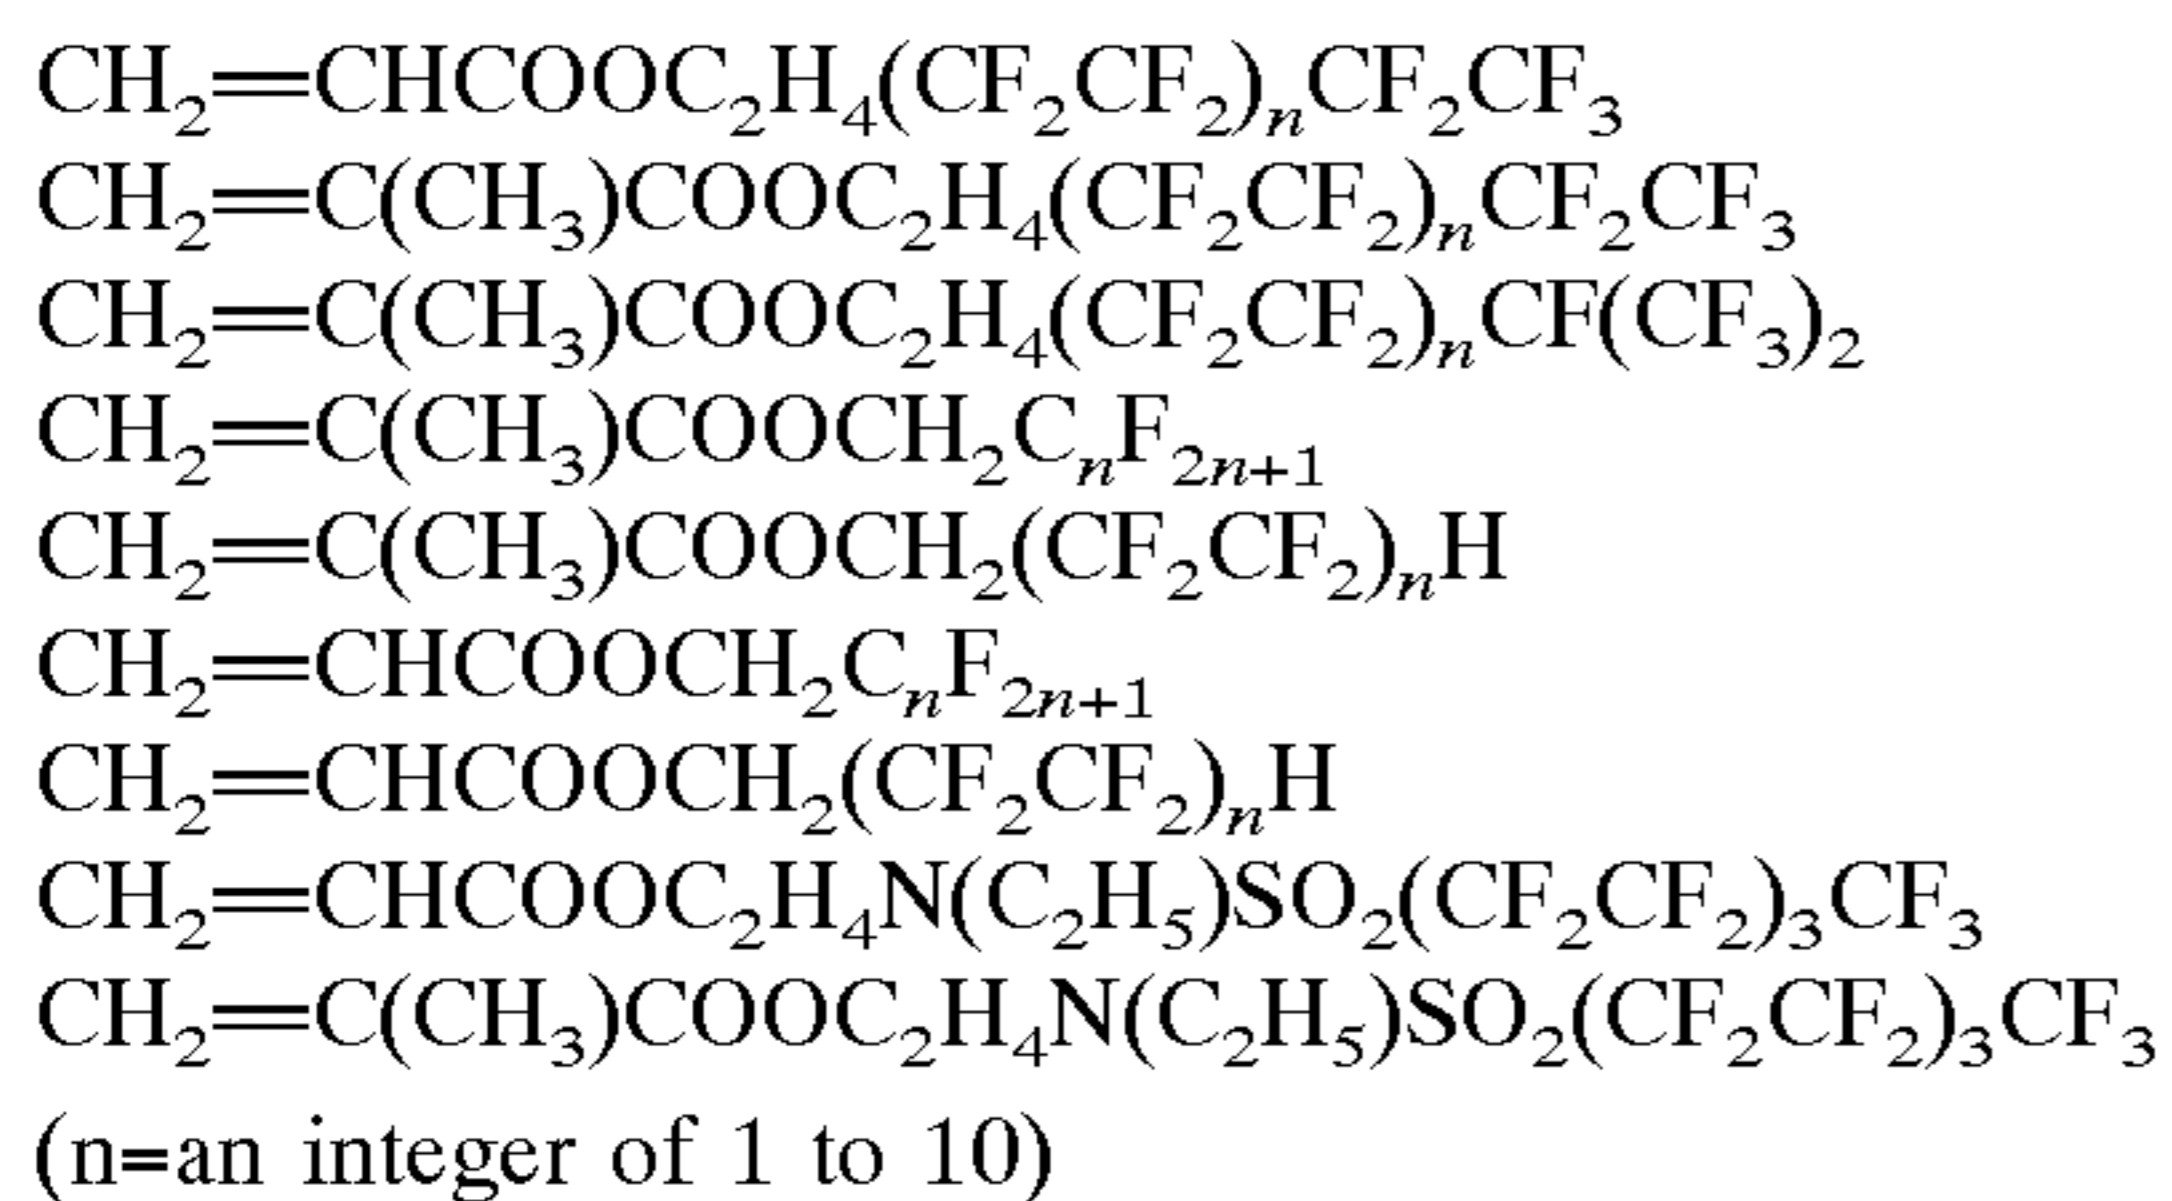 CH₂=CHCOOC₂H₄(CF₂CF₂)ₙCF₂CF₃
CH₂=C(CH₃)COOC₂H₄(CF₂CF₂)ₙCF₂CF₃
CH₂=C(CH₃)COOC₂H₄(CF₂CF₂)ₙCF(CF₃)₂
CH₂=C(CH₃)COOCH₂CₙF₂ₙ₊₁
CH₂=C(CH₃)COOCH₂(CF₂CF₂)ₙH
CH₂=CHCOOCH₂CₙF₂ₙ₊₁
CH₂=CHCOOCH₂(CF₂CF₂)ₙH
CH₂=CHCOOC₂H₄N(C₂H₅)SO₂(CF₂CF₂)₃CF₃
CH₂=C(CH₃)COOC₂H₄N(C₂H₅)SO₂(CF₂CF₂)₃CF₃
(n=an integer of 1 to 10)